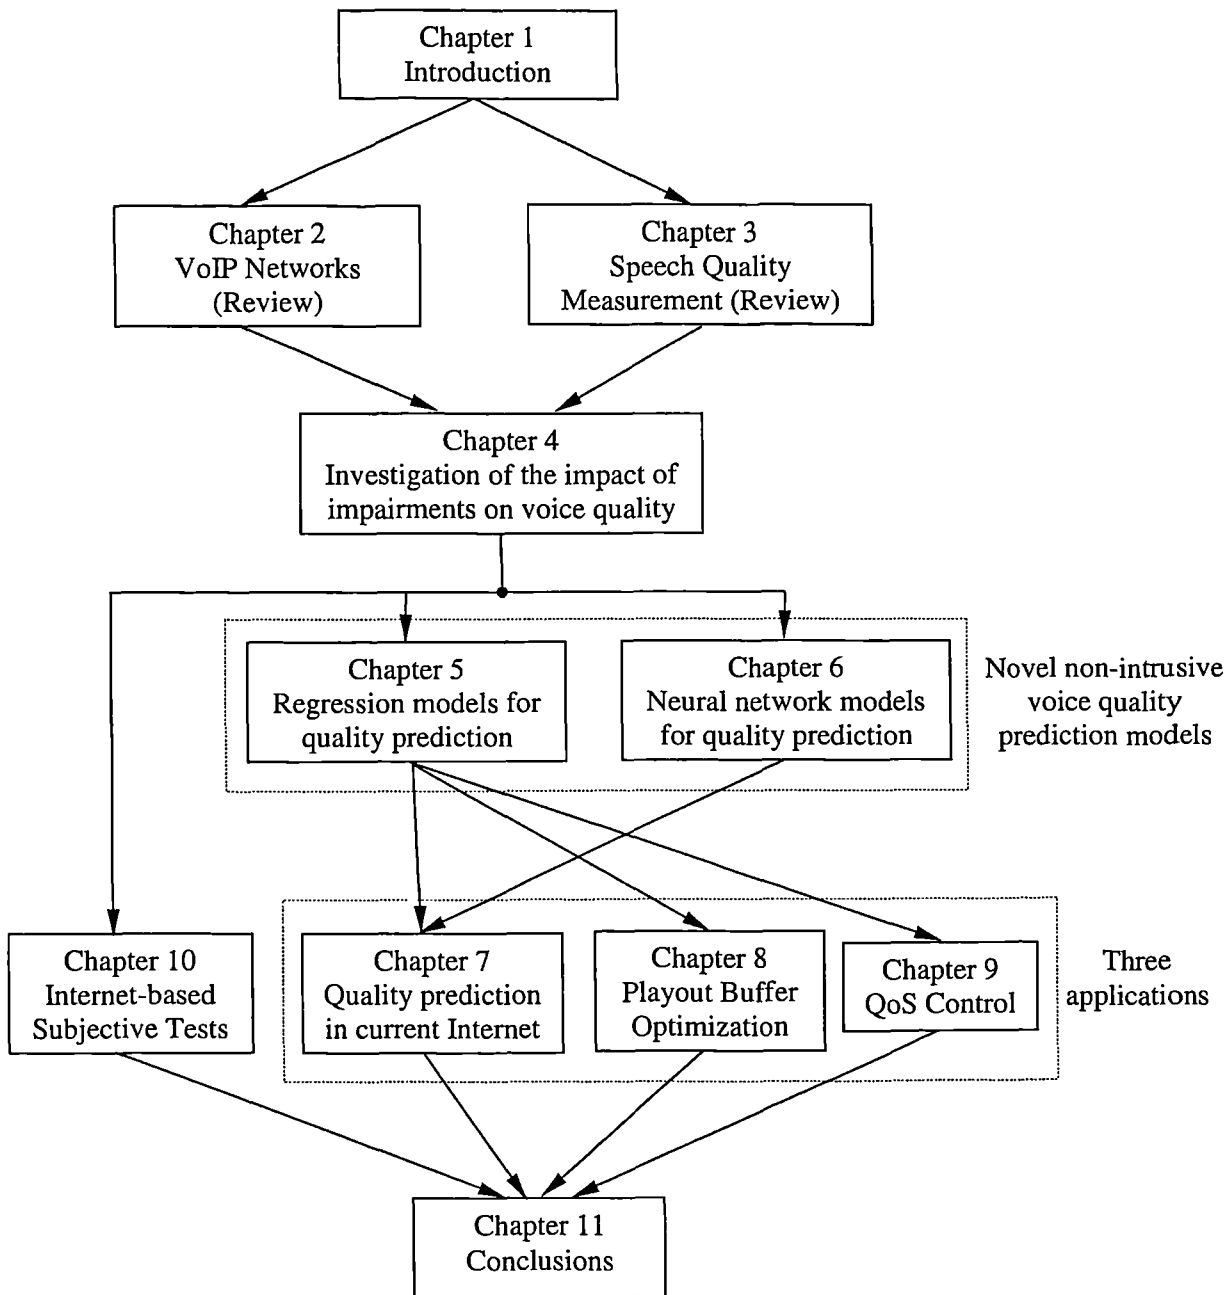 Chapter 1
Introduction
Chapter 2
VoIP Networks
(Review)
Chapter 3
Speech Quality
Measurement (Review)
Chapter 4
Investigation of the impact of
impairments on voice quality
Chapter 5
Regression models for
quality prediction
Chapter 6
Neural network models
for quality prediction
Novel non-intrusive
voice quality
prediction models
Chapter 10
Internet-based
Subjective Tests
Chapter 7
Quality prediction
in current Internet
Chapter 8
Playout Buffer
Optimization
Chapter 9
QoS Control
Three
applications
Chapter 11
Conclusions